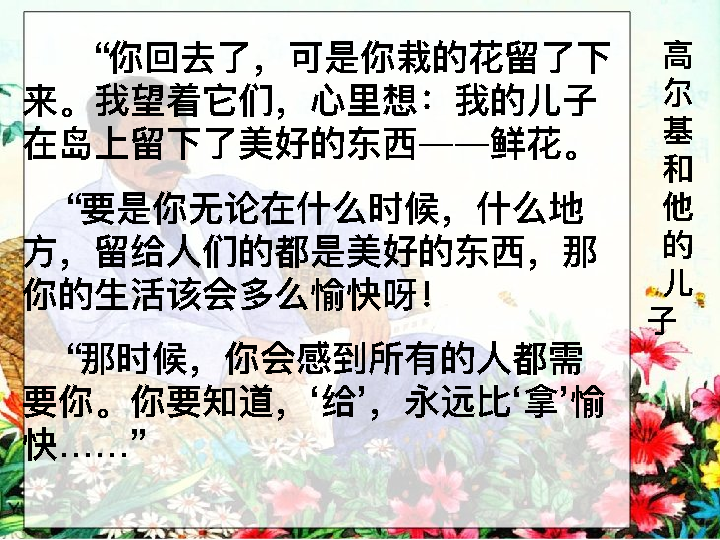 “你回去了，可是你栽的花留了下
来。我望着它们，心里想：我的儿子
在岛上留下了美好的东西——鲜花。
“要是你无论在什么时候，什么地
方，留给人们的都是美好的东西，那
你的生活该会多么愉快呀！
“那时候，你会感到所有的人都需
要你。你要知道，‘给’，永远比‘拿’愉
快……”
高尔基和他的儿子